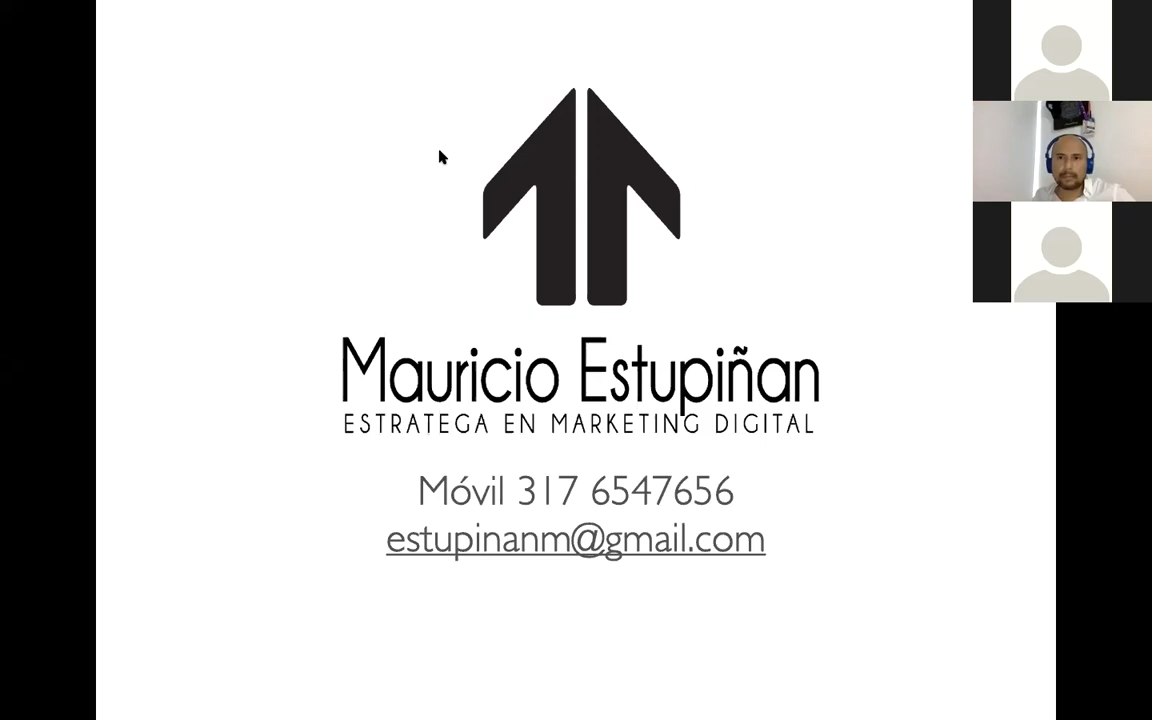 Mauricio Estupiñan
ESTRATEGA EN MARKETING DIGITAL
Móvil 317 6547656
estupinanm@gmail.com